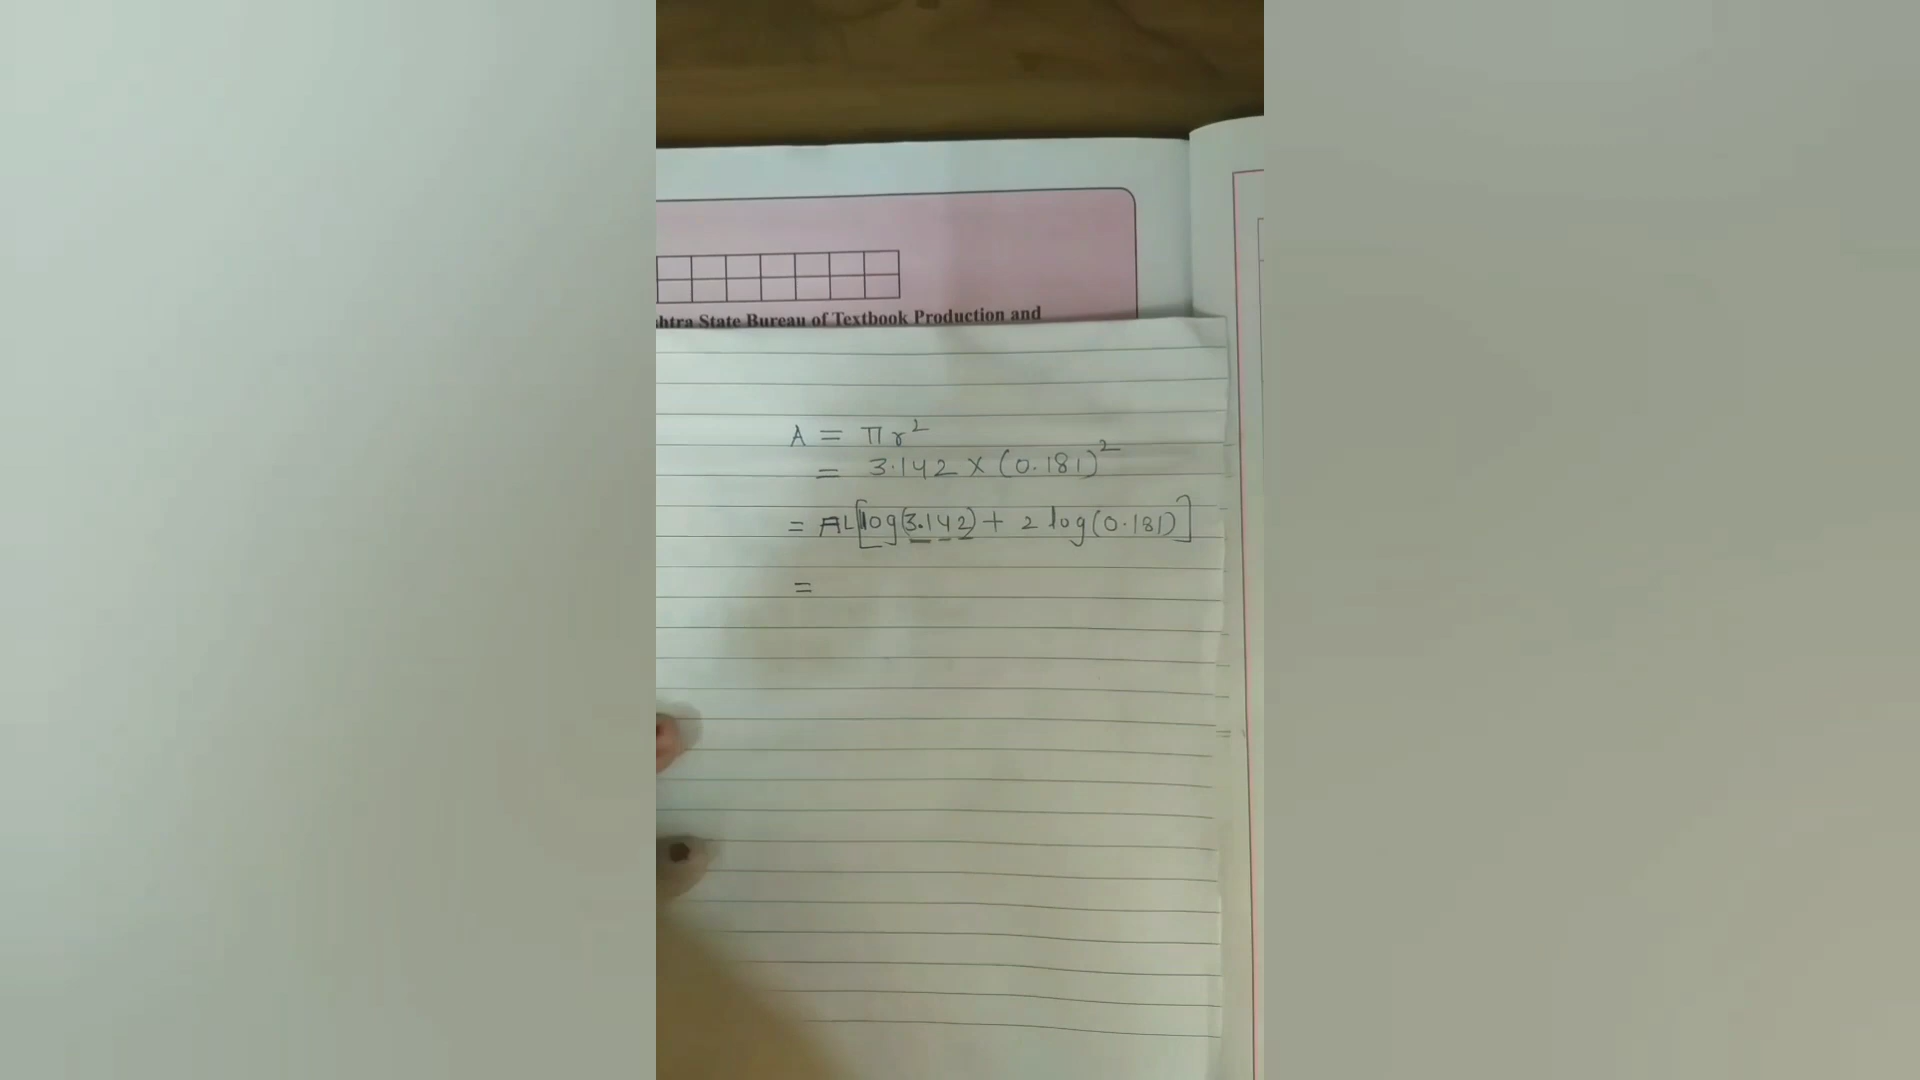 htra State Bureau of Textbook Production and
A = πr²
= 3.142 × (0.181)²
= AL[log(3.142) + 2 log(0.181)]
=